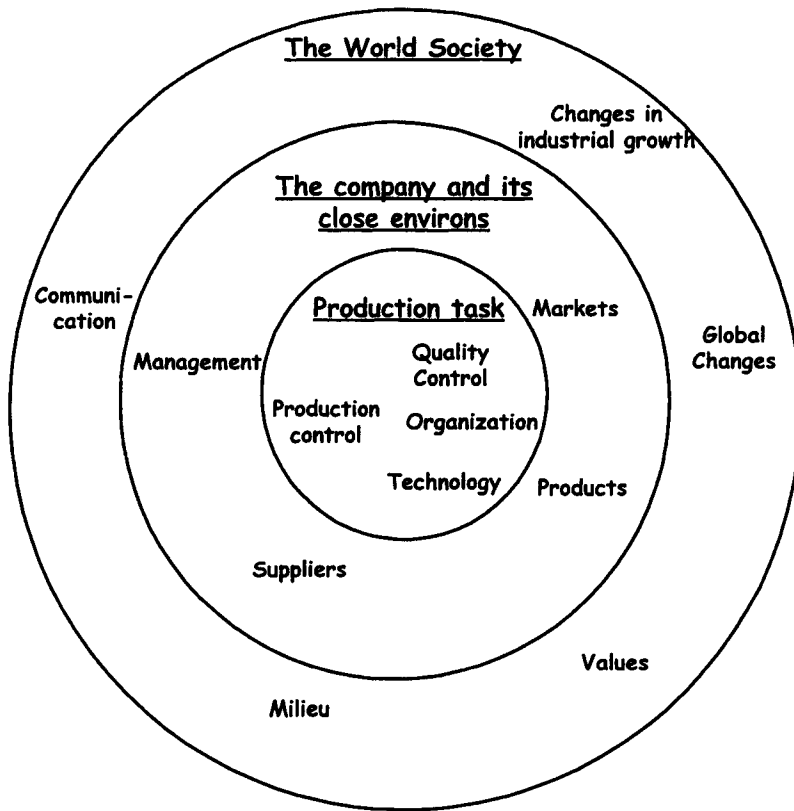 The World Society
Changes in
industrial growth
The company and its
close environs
Communi-
cation
Production task
Markets
Global
Changes
Management
Quality
Control
Production
control
Organization
Technology
Products
Suppliers
Values
Milieu